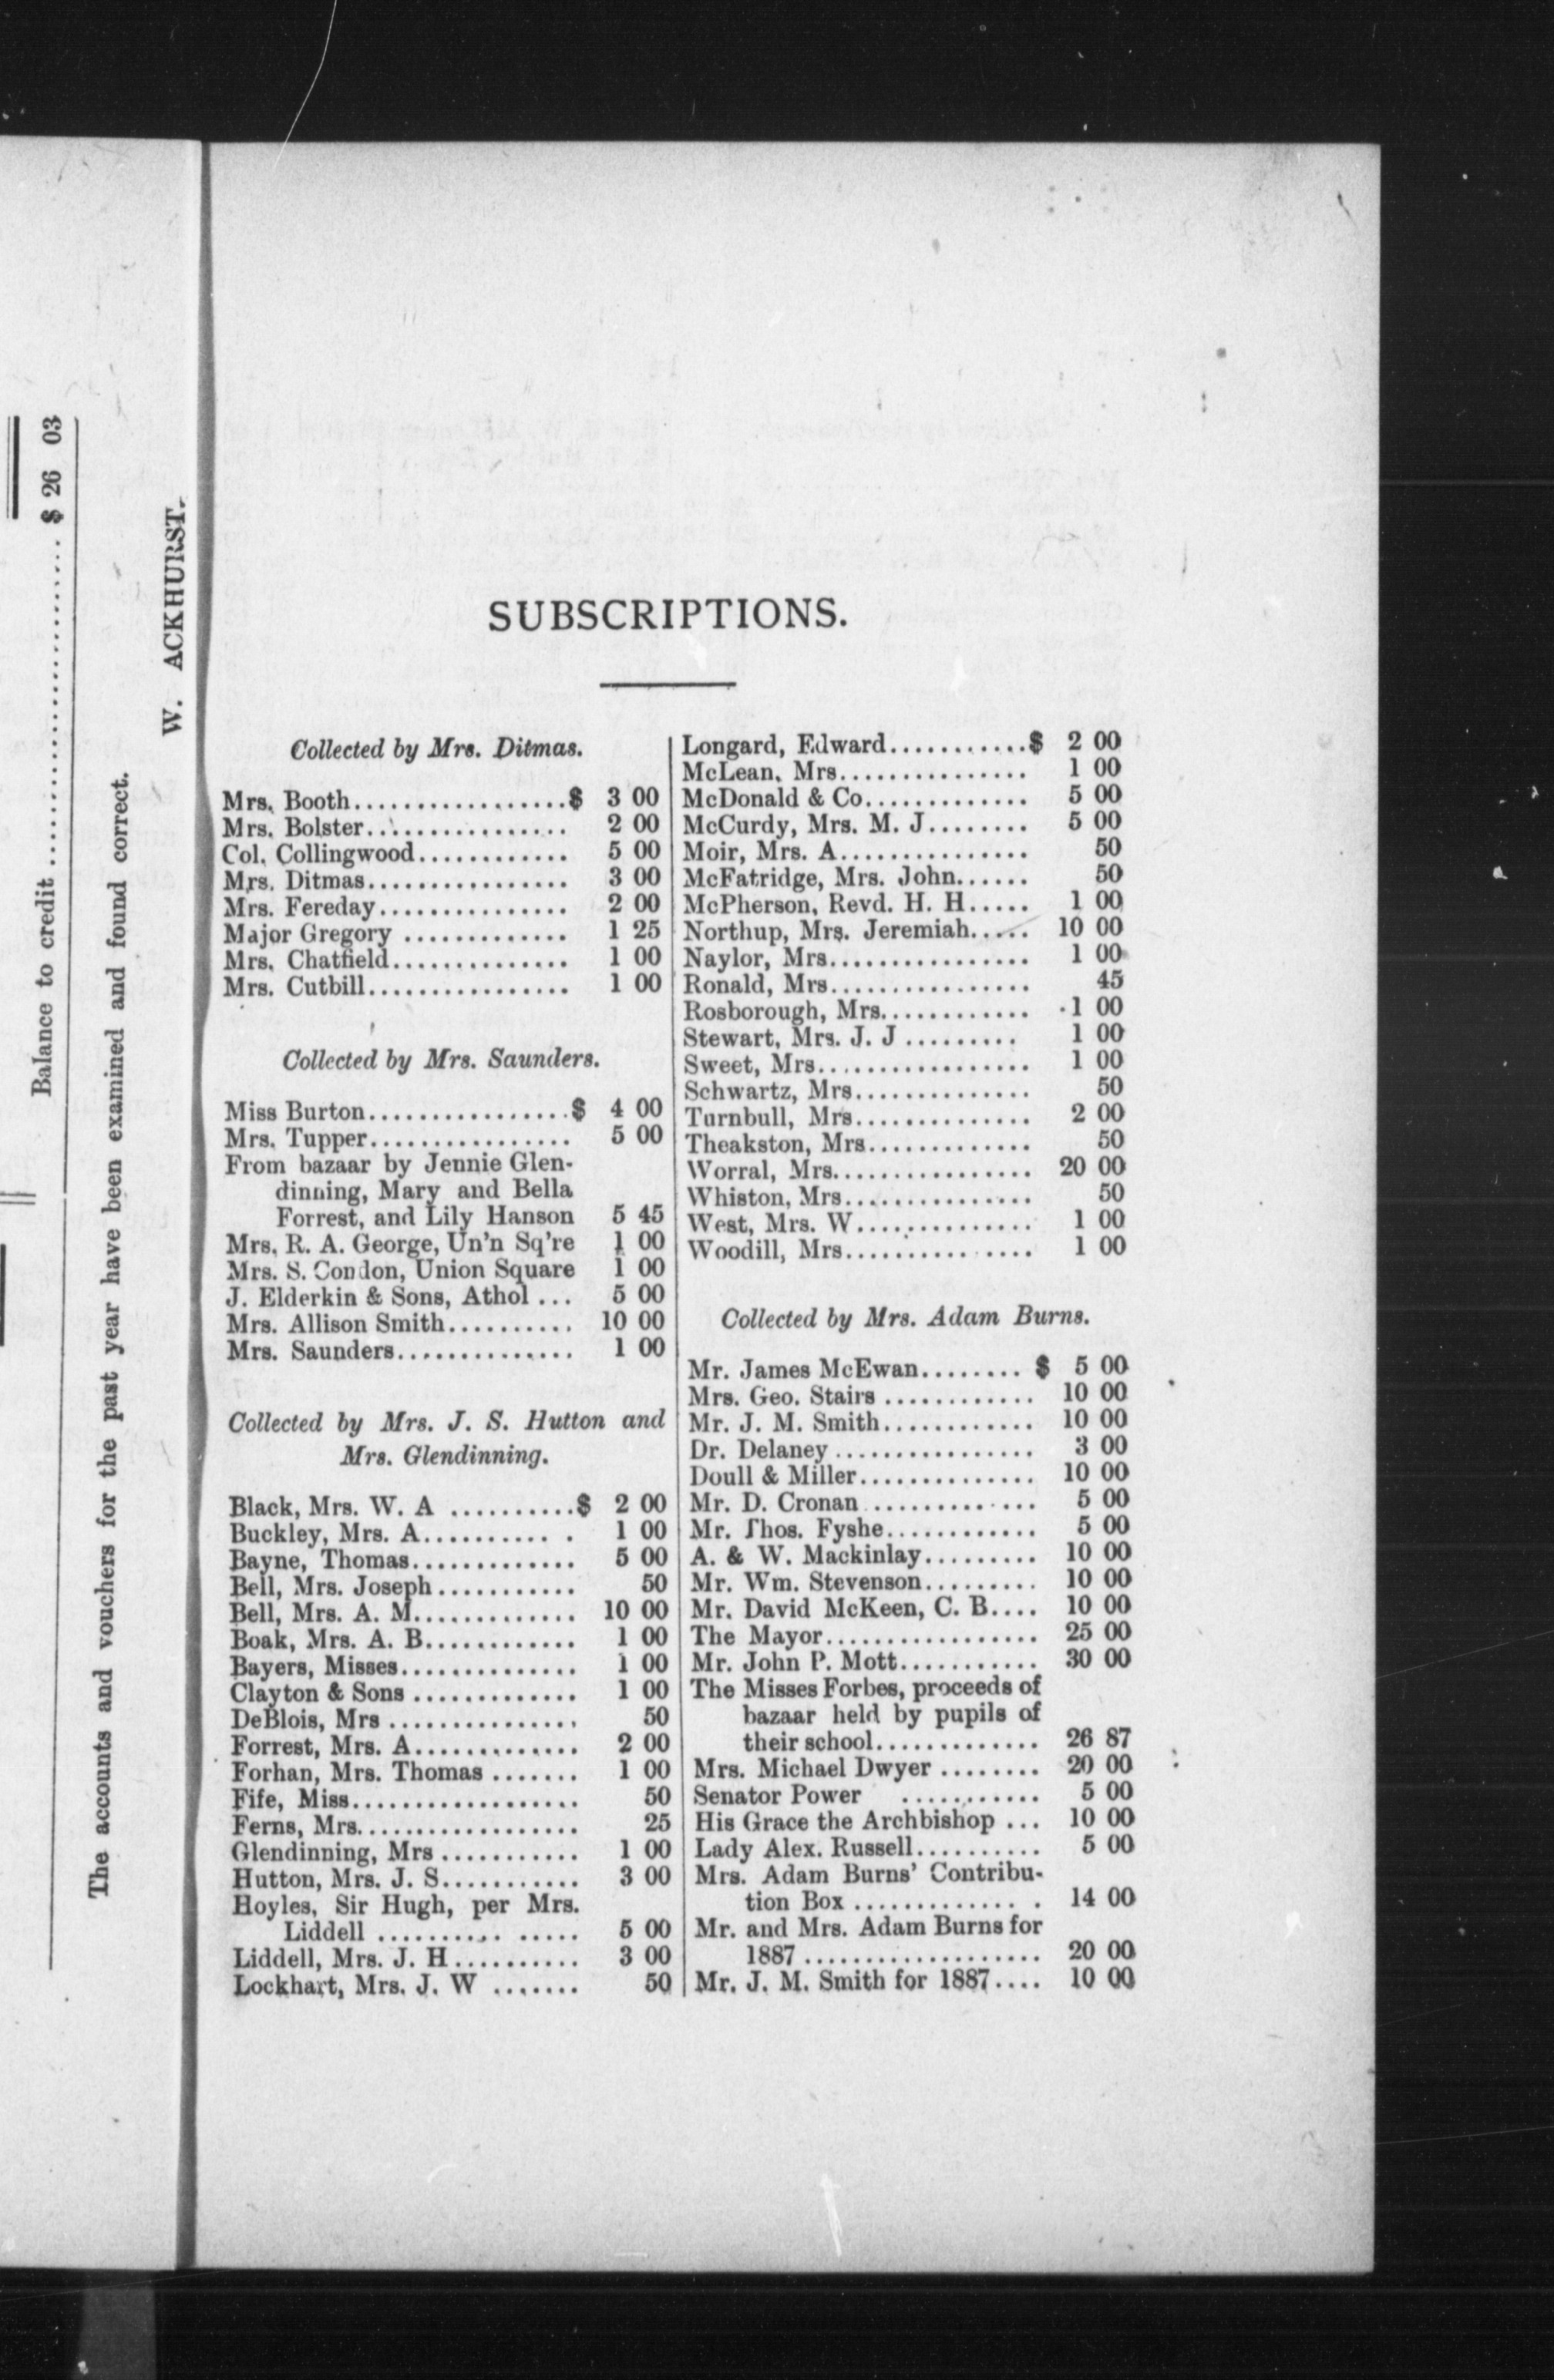 Balance to credit .............................. $ 26 03
The accounts and vouchers for the past year have been examined and found correct.
W. ACKHURST.
SUBSCRIPTIONS.
Collected by Mrs. Ditmas.
Mrs. Booth.................$ 3 00
Mrs. Bolster................ 2 00
Col. Collingwood............ 5 00
Mrs. Ditmas................ 3 00
Mrs. Fereday............... 2 00
Major Gregory ............. 1 25
Mrs. Chatfield.............. 1 00
Mrs. Cutbill................ 1 00
Collected by Mrs. Saunders.
Miss Burton................$ 4 00
Mrs. Tupper................ 5 00
From bazaar by Jennie Glen-
dinning, Mary and Bella
Forrest, and Lily Hanson 5 45
Mrs. R. A. George, Un'n Sq're 1 00
Mrs. S. Condon, Union Square 1 00
J. Elderkin & Sons, Athol ... 5 00
Mrs. Allison Smith.......... 10 00
Mrs. Saunders.............. 1 00
Collected by Mrs. J. S. Hutton and
Mrs. Glendinning.
Black, Mrs. W. A ..........$ 2 00
Buckley, Mrs. A........... . 1 00
Bayne, Thomas............. 5 00
Bell, Mrs. Joseph........... 50
Bell, Mrs. A. M............. 10 00
Boak, Mrs. A. B............ 1 00
Bayers, Misses.............. 1 00
Clayton & Sons ............. 1 00
DeBlois, Mrs ............... 50
Forrest, Mrs. A............. 2 00
Forhan, Mrs. Thomas ....... 1 00
Fife, Miss.................. 50
Ferns, Mrs................. 25
Glendinning, Mrs ........... 1 00
Hutton, Mrs. J. S........... 3 00
Hoyles, Sir Hugh, per Mrs.
Liddell .......... ..... 5 00
Liddell, Mrs. J. H.......... 3 00
Lockhart, Mrs. J. W ....... 50
Longard, Edward...........$ 2 00
McLean, Mrs............... 1 00
McDonald & Co............. 5 00
McCurdy, Mrs. M. J........ 5 00
Moir, Mrs. A............... 50
McFatridge, Mrs. John...... 50
McPherson, Revd. H. H..... 1 00
Northup, Mrs. Jeremiah..... 10 00
Naylor, Mrs................ 1 00
Ronald, Mrs................ 45
Rosborough, Mrs............ 1 00
Stewart, Mrs. J. J ......... 1 00
Sweet, Mrs................. 1 00
Schwartz, Mrs.............. 50
Turnbull, Mrs.............. 2 00
Theakston, Mrs............. 50
Worral, Mrs................ 20 00
Whiston, Mrs............... 50
West, Mrs. W.............. 1 00
Woodill, Mrs............... 1 00
Collected by Mrs. Adam Burns.
Mr. James McEwan........ $ 5 00
Mrs. Geo. Stairs ............ 10 00
Mr. J. M. Smith............ 10 00
Dr. Delaney ................ 3 00
Doull & Miller.............. 10 00
Mr. D. Cronan ............. 5 00
Mr. Thos. Fyshe............ 5 00
A. & W. Mackinlay......... 10 00
Mr. Wm. Stevenson......... 10 00
Mr. David McKeen, C. B.... 10 00
The Mayor................. 25 00
Mr. John P. Mott........... 30 00
The Misses Forbes, proceeds of
bazaar held by pupils of
their school............. 26 87
Mrs. Michael Dwyer ........ 20 00
Senator Power ........... 5 00
His Grace the Archbishop ... 10 00
Lady Alex. Russell.......... 5 00
Mrs. Adam Burns' Contribu-
tion Box ............. . 14 00
Mr. and Mrs. Adam Burns for
1887 ................... 20 00
Mr. J. M. Smith for 1887.... 10 00